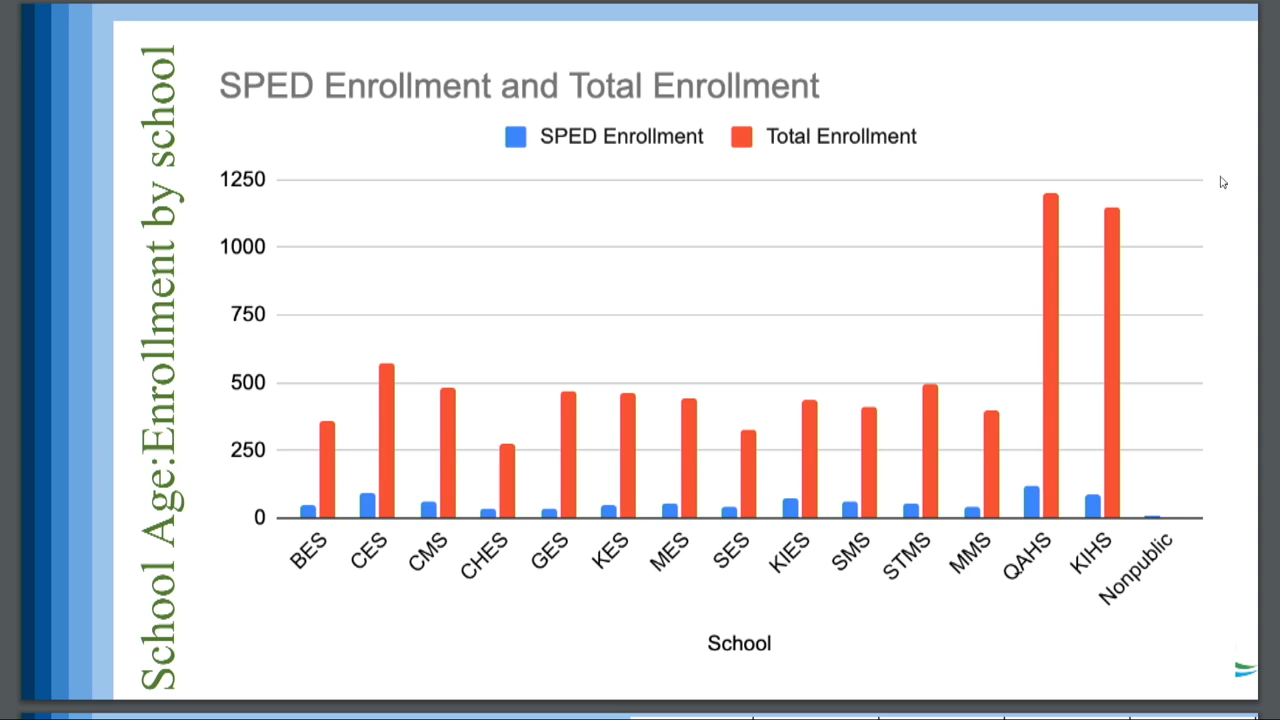 School Age:Enrollment by school
SPED Enrollment and Total Enrollment
SPED Enrollment
Total Enrollment
1250
1000
750
500
250
0
BES
CES
CMS
CHES
GES
KES
MES
SES
KIES
SMS
STMS
MMS
QAHS
KIHS
Nonpublic
School